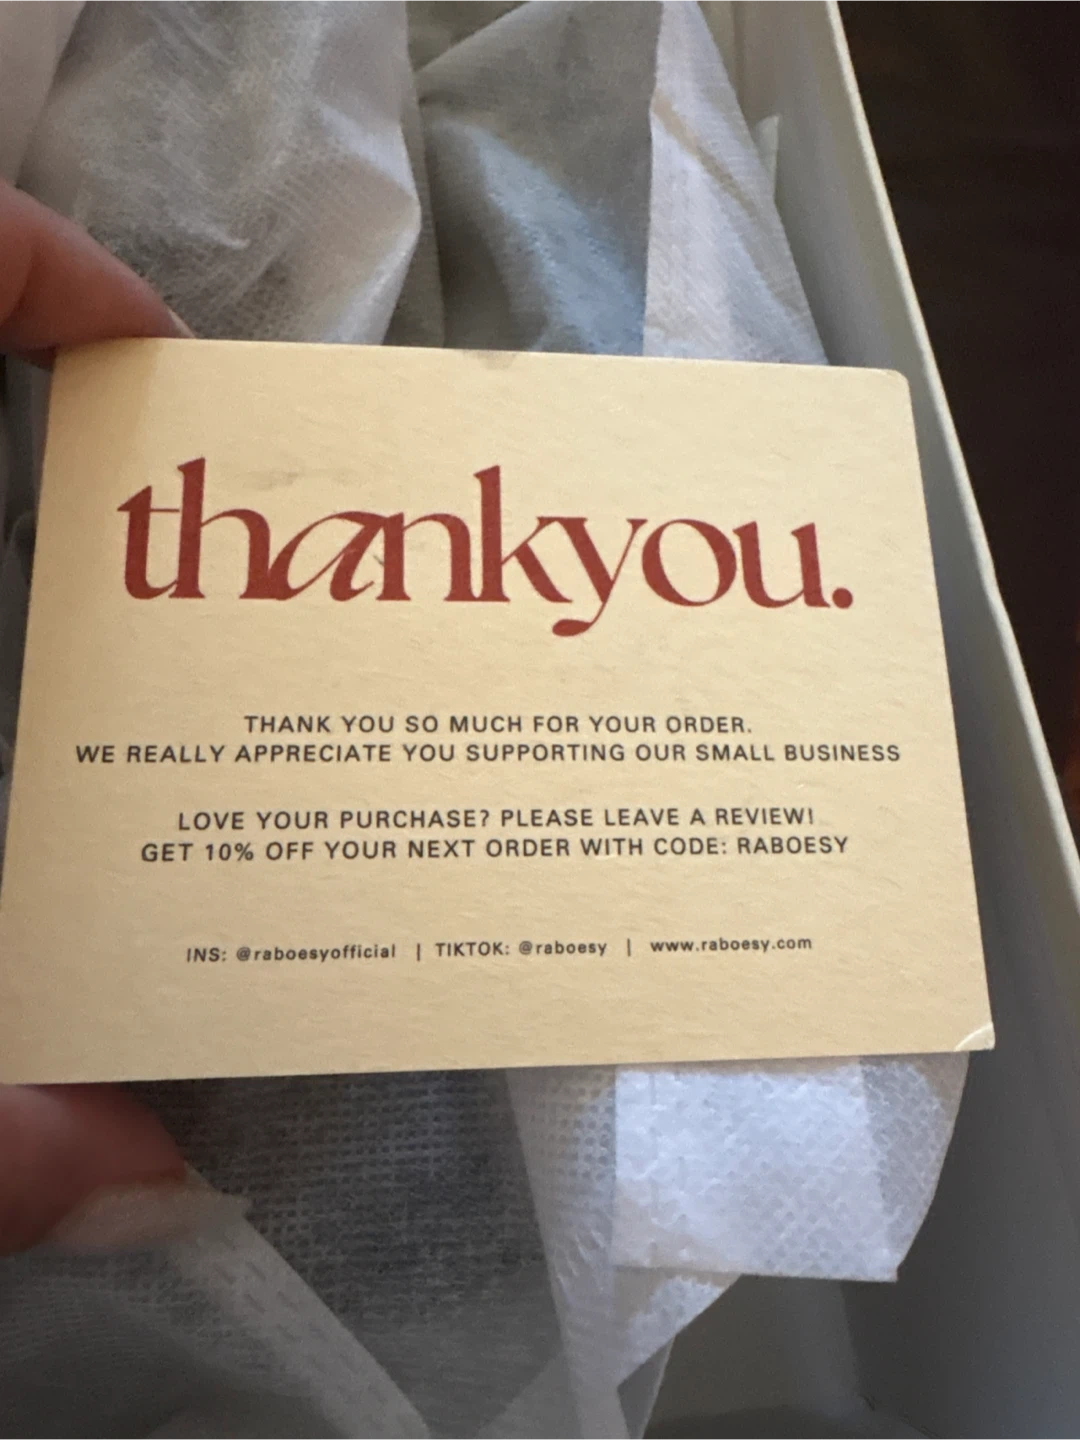 thankyou.
THANK YOU SO MUCH FOR YOUR ORDER.
WE REALLY APPRECIATE YOU SUPPORTING OUR SMALL BUSINESS
LOVE YOUR PURCHASE? PLEASE LEAVE A REVIEW!
GET 10% OFF YOUR NEXT ORDER WITH CODE: RABOESY
INS: @raboesyofficial | TIKTOK: @raboesy | www.raboesy.com